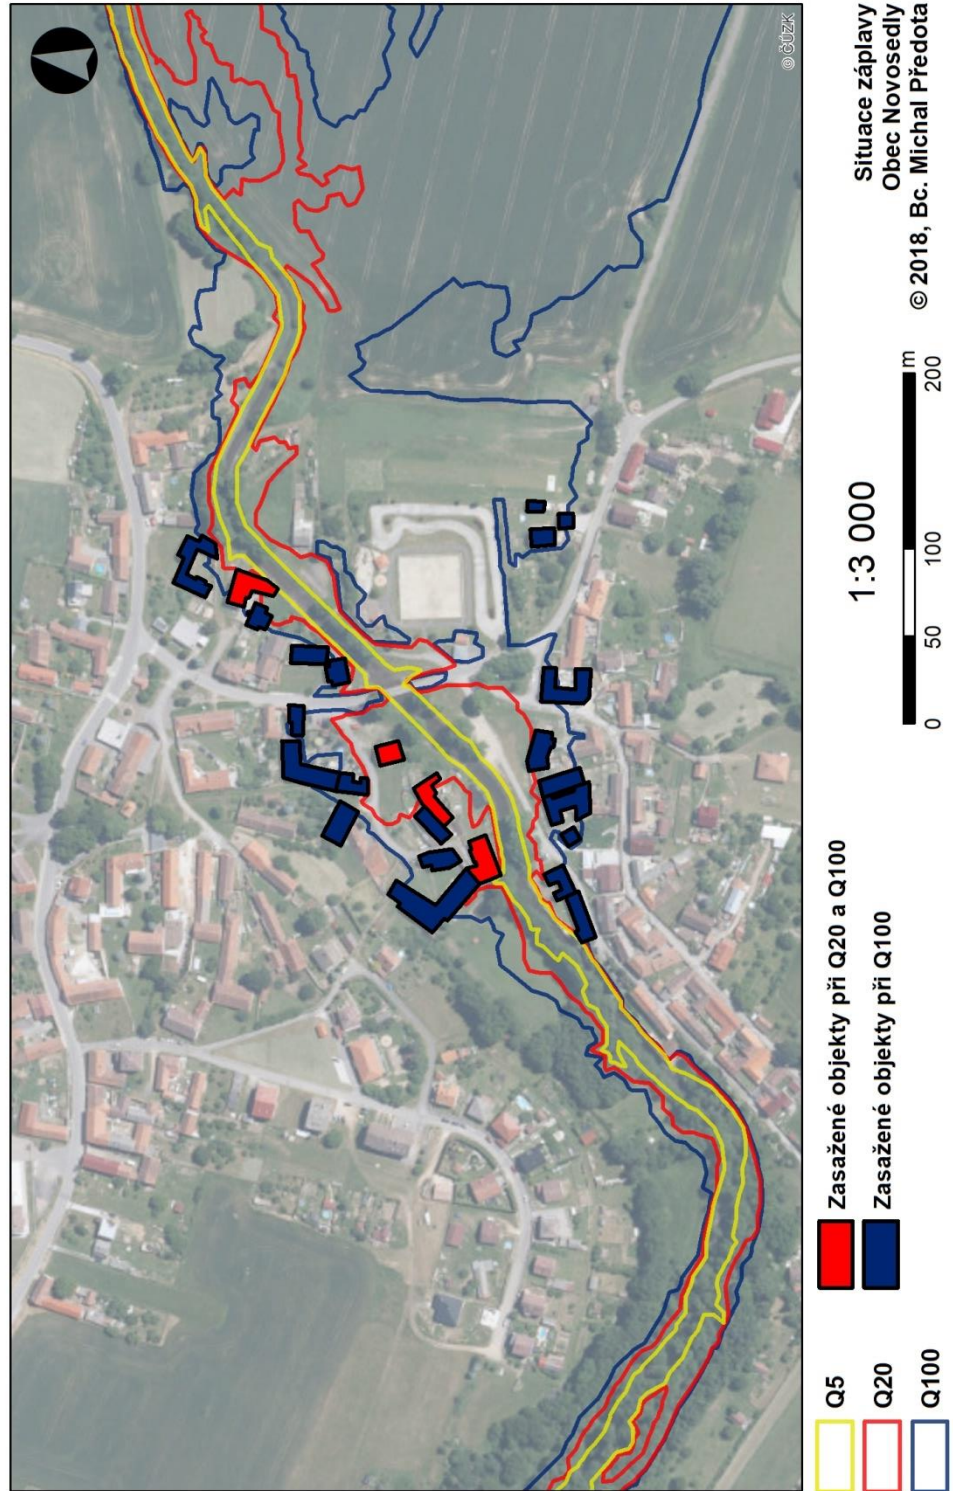 © ČÚZK
Q5
Q20
Q100
Zasažené objekty při Q20 a Q100
Zasažené objekty při Q100
1:3 000
0 50 100 200
m
Situace záplavy
Obec Novosedly
© 2018, Bc. Michal Předota